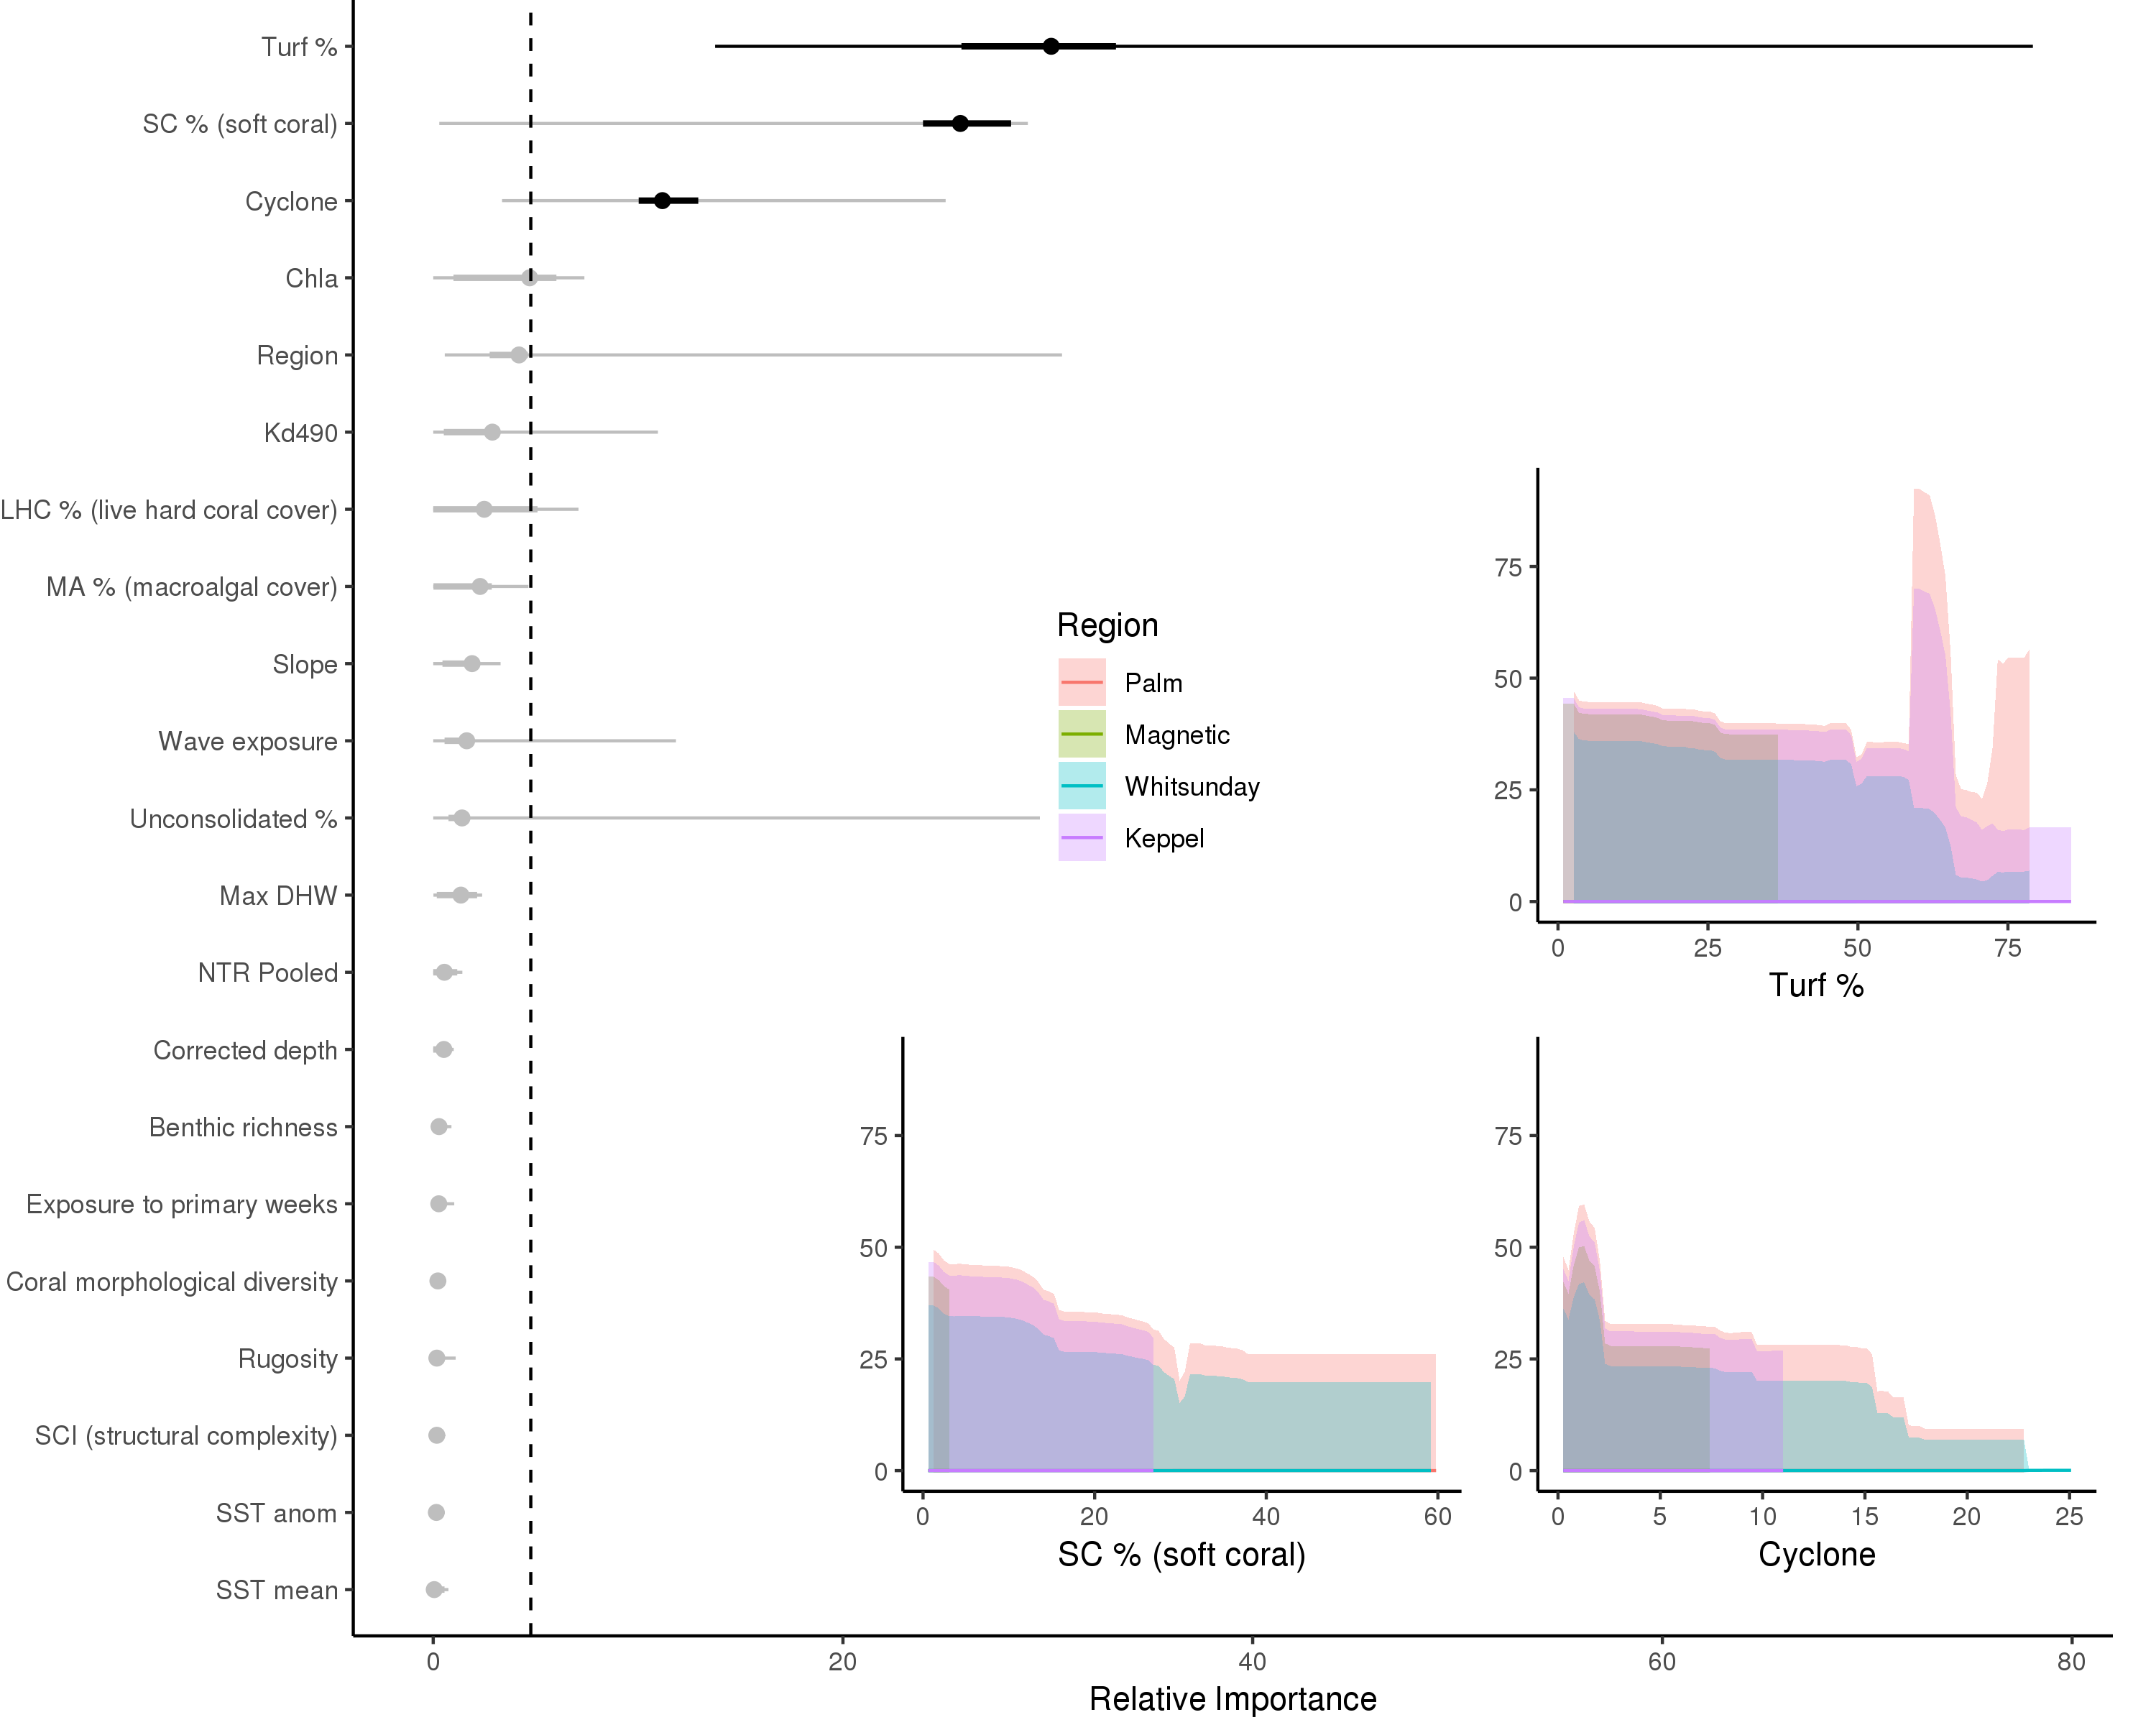 Turf %
SC % (soft coral)
Cyclone
Chla
Region
Kd490
LHC % (live hard coral cover)
MA % (macroalgal cover)
Slope
Wave exposure
Unconsolidated %
Max DHW
NTR Pooled
Corrected depth
Benthic richness
Exposure to primary weeks
Coral morphological diversity
Rugosity
SCI (structural complexity)
SST anom
SST mean
0 20 40 60 80
Relative Importance
Region
Palm
Magnetic
Whitsunday
Keppel
75
50
25
0
0 25 50 75
Turf %
75
50
25
0
0 20 40 60
SC % (soft coral)
75
50
25
0
0 5 10 15 20 25
Cyclone